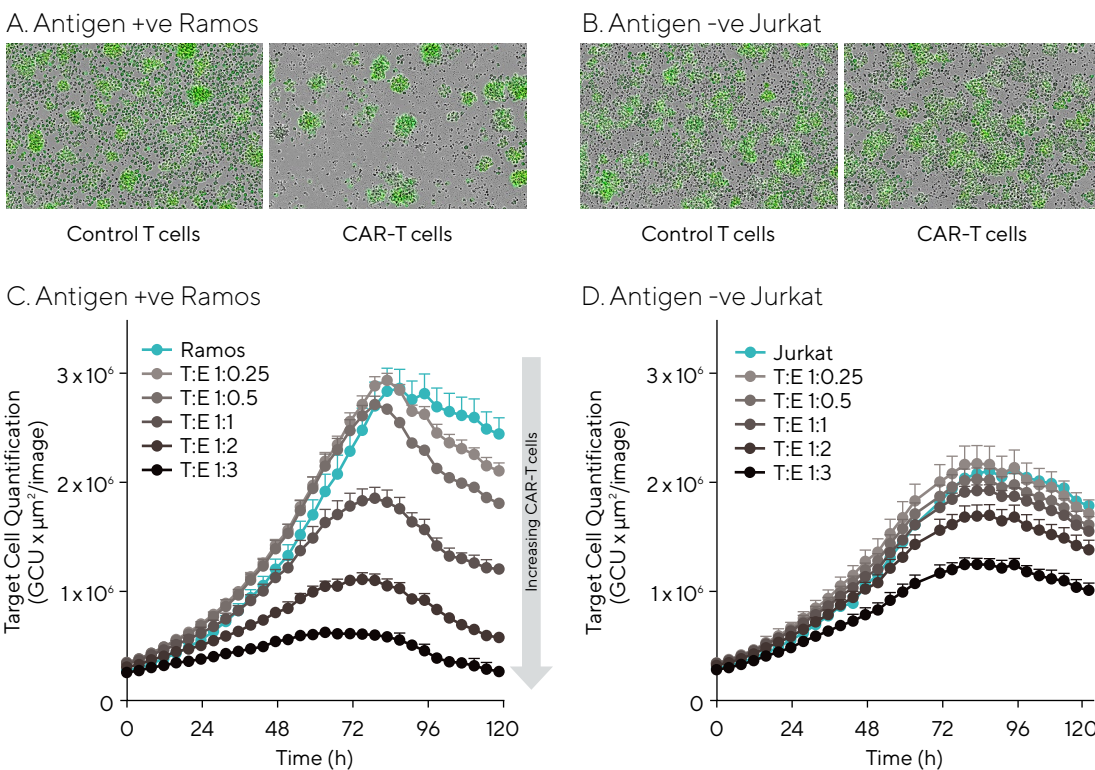 A. Antigen +ve Ramos
B. Antigen -ve Jurkat
Control T cells
CAR-T cells
Control T cells
CAR-T cells
C. Antigen +ve Ramos
D. Antigen -ve Jurkat
Target Cell Quantification
(GCU x µm²/image)
3 x 10⁶
2 x 10⁶
1 x 10⁶
0
Ramos
T:E 1:0.25
T:E 1:0.5
T:E 1:1
T:E 1:2
T:E 1:3
0
24
48
72
96
120
Time (h)
Increasing CAR-T cells
Target Cell Quantification
(GCU x µm²/image)
3 x 10⁶
2 x 10⁶
1 x 10⁶
0
Jurkat
T:E 1:0.25
T:E 1:0.5
T:E 1:1
T:E 1:2
T:E 1:3
0
24
48
72
96
120
Time (h)